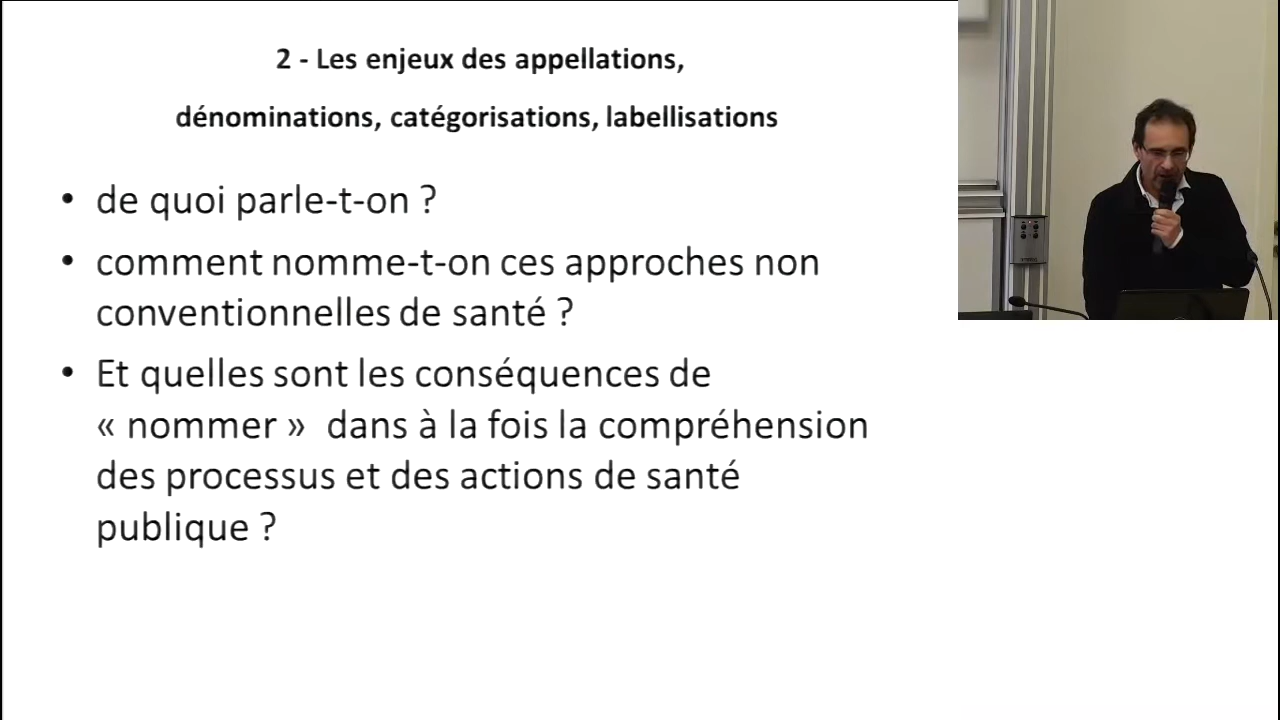 2 - Les enjeux des appellations,
dénominations, catégorisations, labellisations
• de quoi parle-t-on ?
• comment nomme-t-on ces approches non
conventionnelles de santé ?
• Et quelles sont les conséquences de
« nommer »  dans à la fois la compréhension
des processus et des actions de santé
publique ?